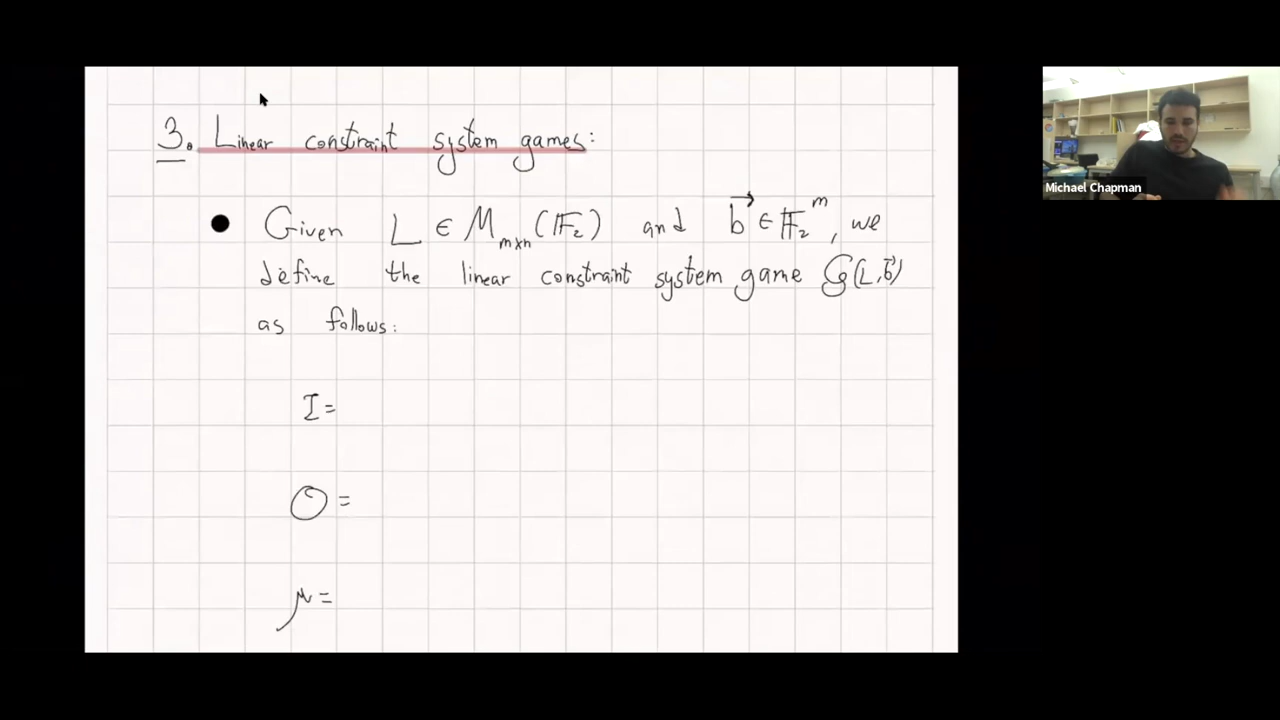 3. Linear constraint system games:
• Given L ∈ M_{m×n}(𝔽₂) and b⃗ ∈ 𝔽₂^m, we
define the linear constraint system game G(L,b⃗)
as follows:
I =
O =
μ =
Michael Chapman